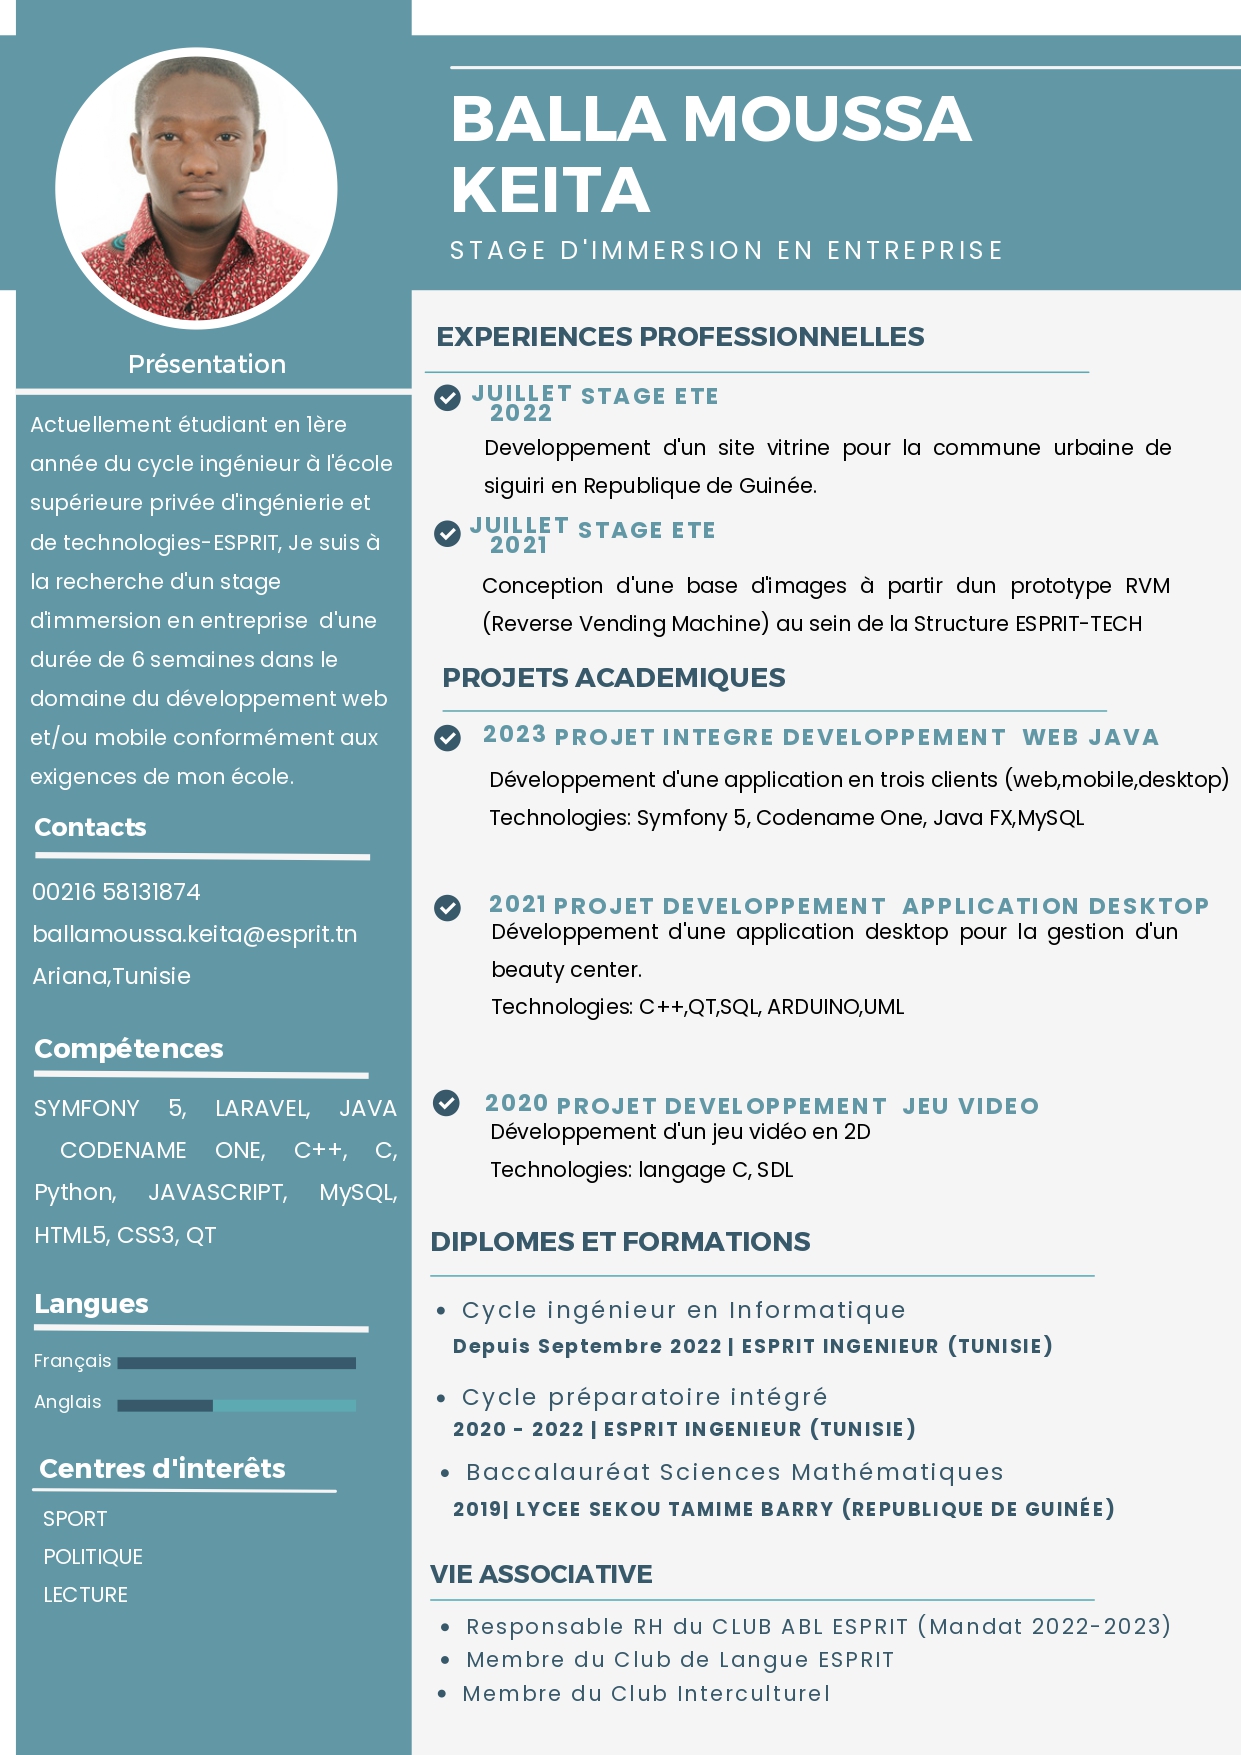 BALLA MOUSSA
KEITA
STAGE D'IMMERSION EN ENTREPRISE
Présentation
Actuellement étudiant en 1ère
année du cycle ingénieur à l'école
supérieure privée d'ingénierie et
de technologies-ESPRIT, Je suis à
la recherche d'un stage
d'immersion en entreprise d'une
durée de 6 semaines dans le
domaine du développement web
et/ou mobile conformément aux
exigences de mon école.
Contacts
00216 58131874
ballamoussa.keita@esprit.tn
Ariana,Tunisie
Compétences
SYMFONY 5, LARAVEL, JAVA
CODENAME ONE, C++, C,
Python, JAVASCRIPT, MySQL,
HTML5, CSS3, QT
Langues
Français
Anglais
Centres d'interêts
SPORT
POLITIQUE
LECTURE
EXPERIENCES PROFESSIONNELLES
JUILLET 2022 STAGE ETE
Developpement d'un site vitrine pour la commune urbaine de
siguiri en Republique de Guinée.
JUILLET 2021 STAGE ETE
Conception d'une base d'images à partir dun prototype RVM
(Reverse Vending Machine) au sein de la Structure ESPRIT-TECH
PROJETS ACADEMIQUES
2023 PROJET INTEGRE DEVELOPPEMENT WEB JAVA
Développement d'une application en trois clients (web,mobile,desktop)
Technologies: Symfony 5, Codename One, Java FX,MySQL
2021 PROJET DEVELOPPEMENT APPLICATION DESKTOP
Développement d'une application desktop pour la gestion d'un
beauty center.
Technologies: C++,QT,SQL, ARDUINO,UML
2020 PROJET DEVELOPPEMENT JEU VIDEO
Développement d'un jeu vidéo en 2D
Technologies: langage C, SDL
DIPLOMES ET FORMATIONS
• Cycle ingénieur en Informatique
Depuis Septembre 2022 | ESPRIT INGENIEUR (TUNISIE)
• Cycle préparatoire intégré
2020 - 2022 | ESPRIT INGENIEUR (TUNISIE)
• Baccalauréat Sciences Mathématiques
2019| LYCEE SEKOU TAMIME BARRY (REPUBLIQUE DE GUINÉE)
VIE ASSOCIATIVE
• Responsable RH du CLUB ABL ESPRIT (Mandat 2022-2023)
• Membre du Club de Langue ESPRIT
• Membre du Club Interculturel